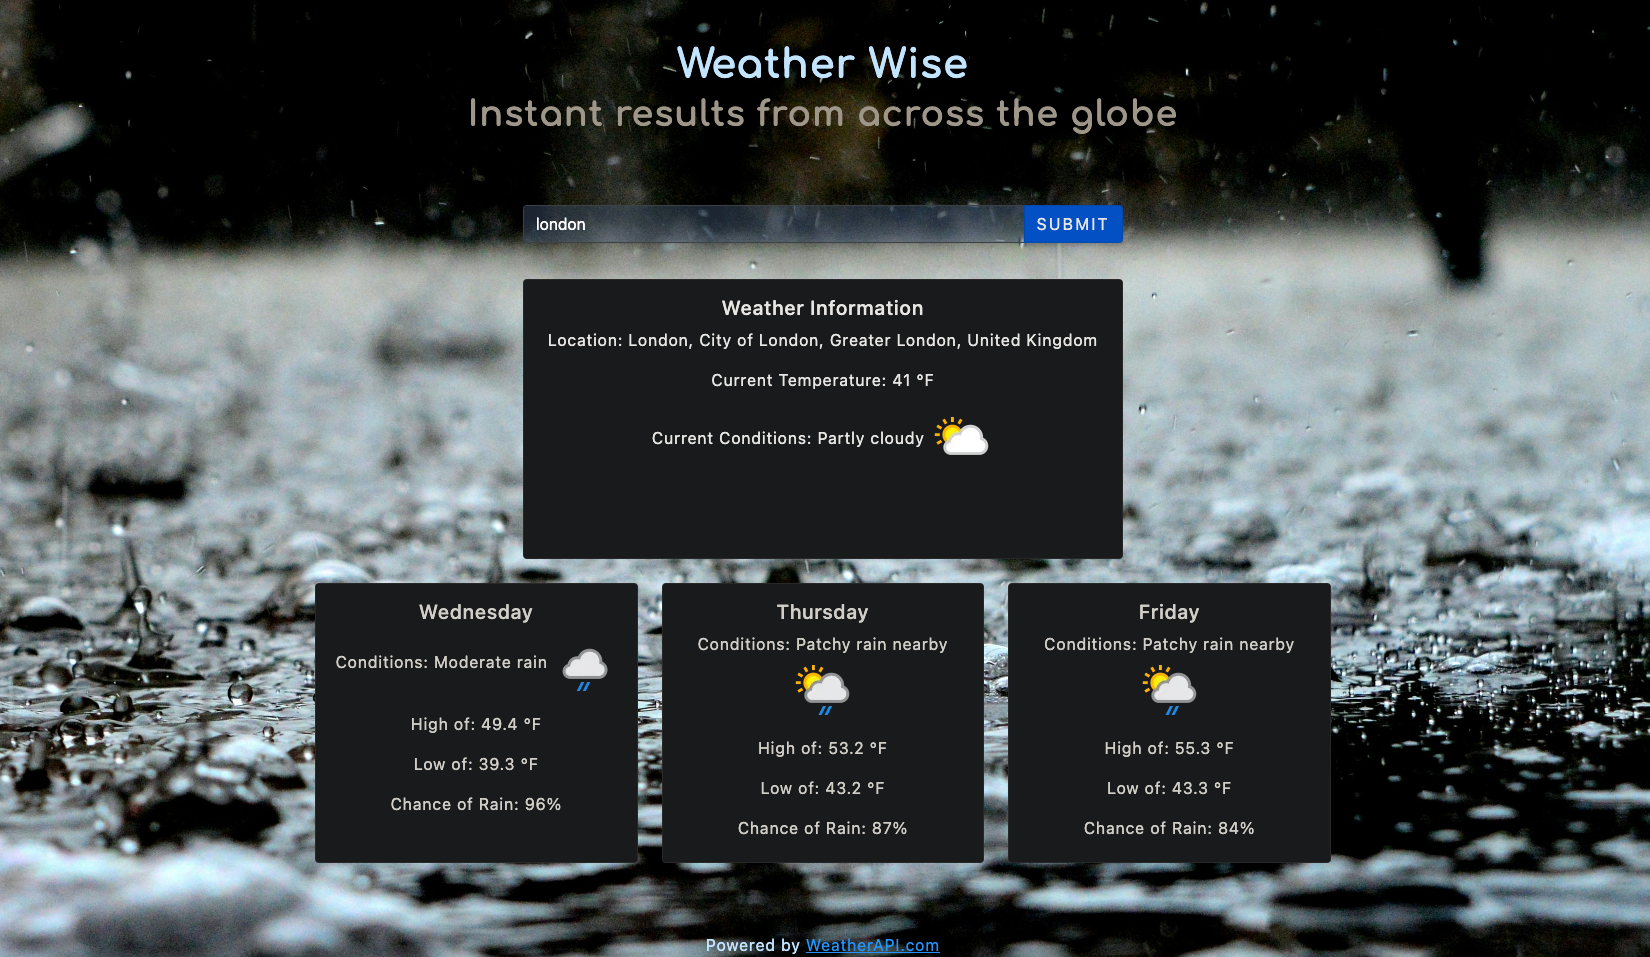 Weather Wise
Instant results from across the globe
london
SUBMIT
Weather Information
Location: London, City of London, Greater London, United Kingdom
Current Temperature: 41 °F
Current Conditions: Partly cloudy
Wednesday
Conditions: Moderate rain
High of: 49.4 °F
Low of: 39.3 °F
Chance of Rain: 96%
Thursday
Conditions: Patchy rain nearby
High of: 53.2 °F
Low of: 43.2 °F
Chance of Rain: 87%
Friday
Conditions: Patchy rain nearby
High of: 55.3 °F
Low of: 43.3 °F
Chance of Rain: 84%
Powered by WeatherAPI.com